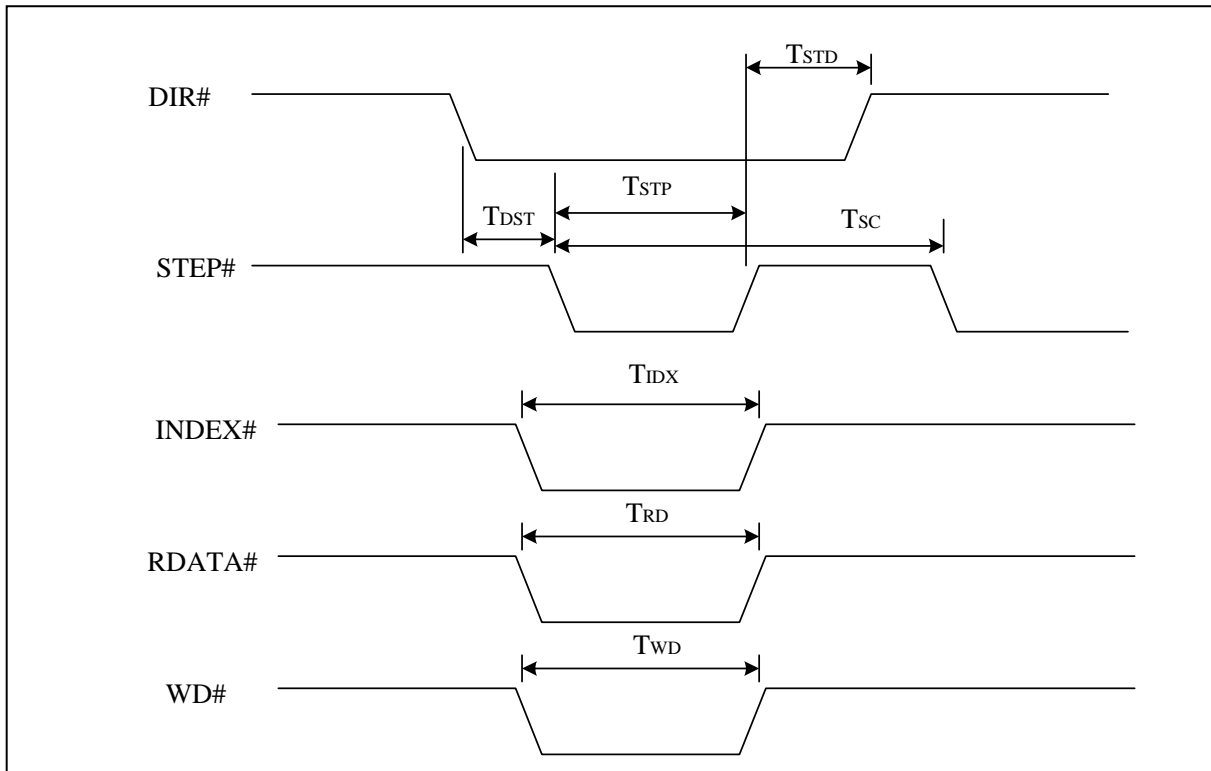 TSTD
DIR#
TSTP
TDST
TSC
STEP#
TIDX
INDEX#
TRD
RDATA#
TWD
WD#